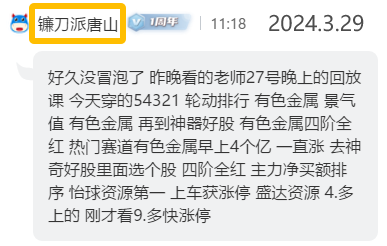 镰刀派唐山 V 1周年 11:18 2024.3.29
好久没冒泡了 昨晚看的老师27号晚上的回放
课 今天穿的54321 轮动排行 有色金属 景气
值 有色金属 再到神器好股 有色金属四阶全
红 热门赛道有色金属早上4个亿 一直涨 去神
奇好股里面选个股 四阶全红 主力净买额排
序 怡球资源第一 上车获涨停 盛达资源 4.多
上的 刚才看9.多快涨停